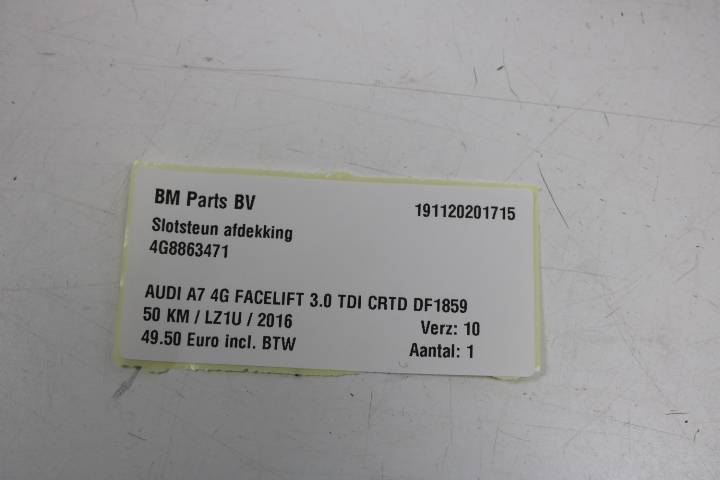 BM Parts BV 191120201715
Slotsteun afdekking
4G8863471
AUDI A7 4G FACELIFT 3.0 TDI CRTD DF1859
50 KM / LZ1U / 2016 Verz: 10
49.50 Euro incl. BTW Aantal: 1